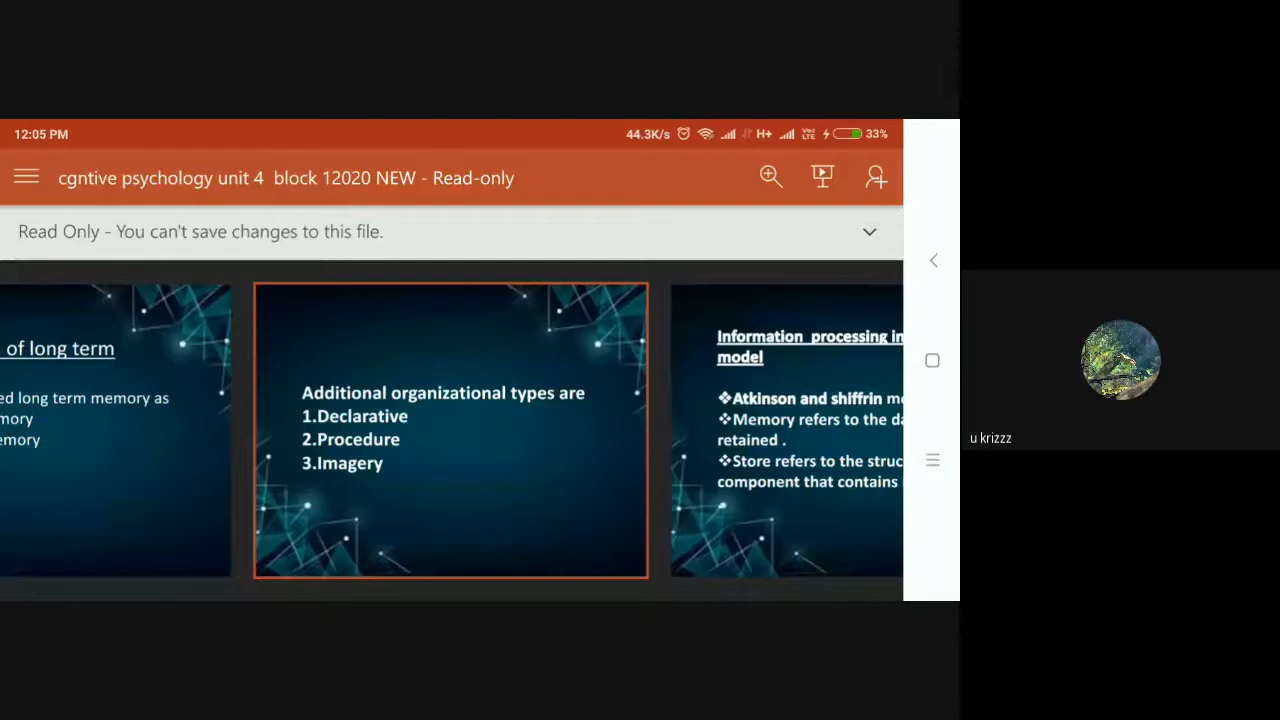 12:05 PM
44.3K/s H+ Vo) LTE 33%
cgntive psychology unit 4 block 12020 NEW - Read-only
Read Only - You can't save changes to this file.
of long term
ed long term memory as
mory
emory
Additional organizational types are
1.Declarative
2.Procedure
3.Imagery
Information processing in
model
❖Atkinson and shiffrin m
❖Memory refers to the da
retained .
❖Store refers to the struc
component that contains
u krizzz